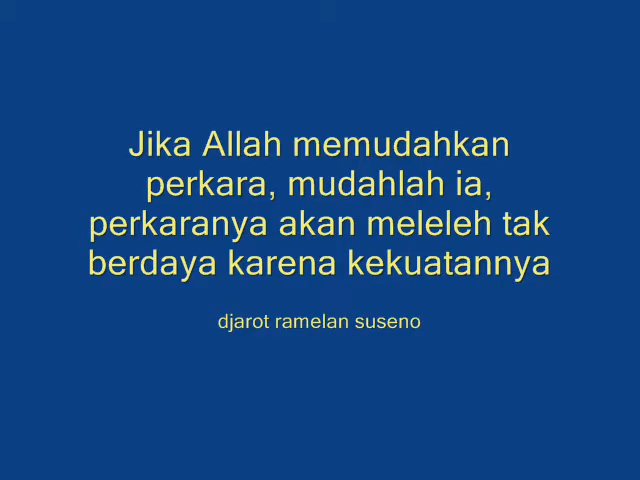 Jika Allah memudahkan
perkara, mudahlah ia,
perkaranya akan meleleh tak
berdaya karena kekuatannya
djarot ramelan suseno